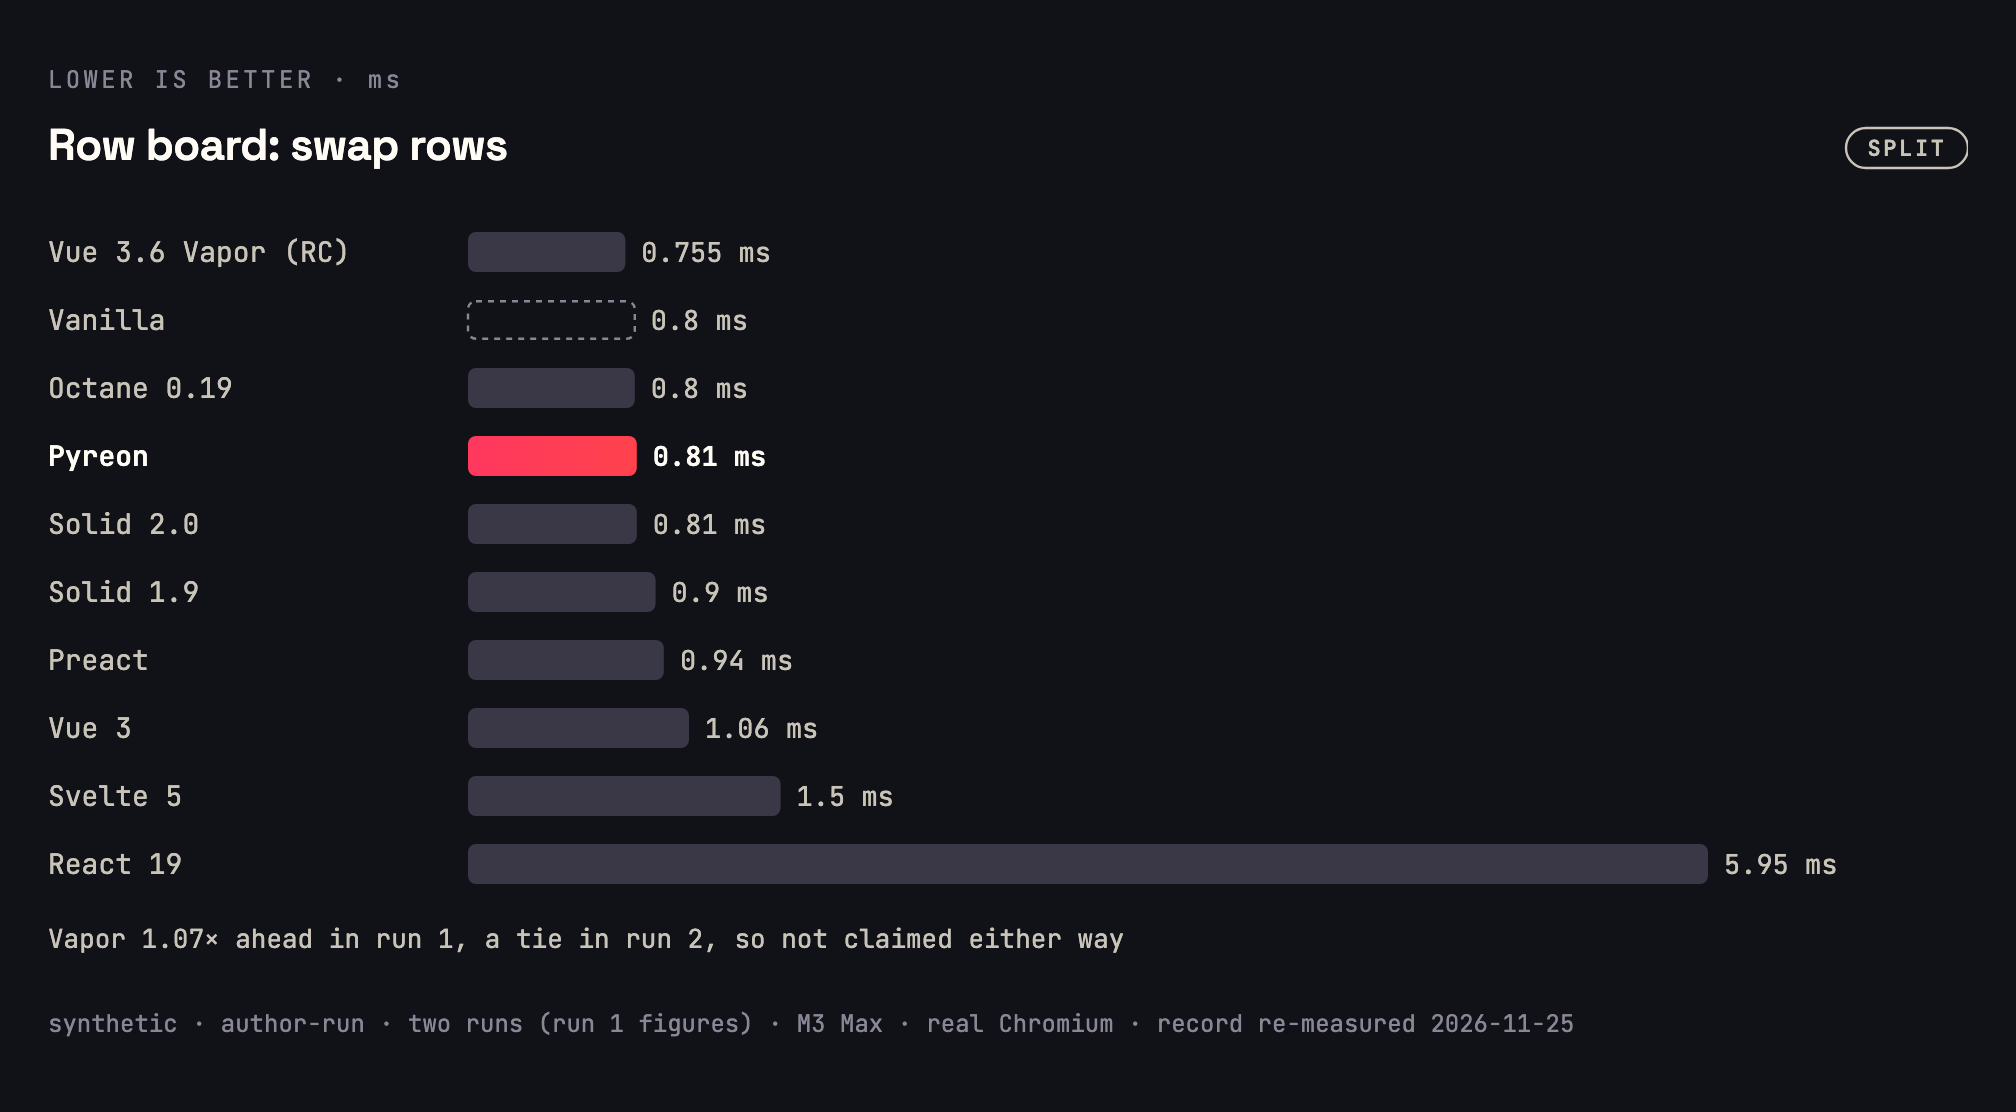 LOWER IS BETTER · ms
Row board: swap rows
SPLIT
Vue 3.6 Vapor (RC) 0.755 ms
Vanilla 0.8 ms
Octane 0.19 0.8 ms
Pyreon 0.81 ms
Solid 2.0 0.81 ms
Solid 1.9 0.9 ms
Preact 0.94 ms
Vue 3 1.06 ms
Svelte 5 1.5 ms
React 19 5.95 ms
Vapor 1.07× ahead in run 1, a tie in run 2, so not claimed either way
synthetic · author-run · two runs (run 1 figures) · M3 Max · real Chromium · record re-measured 2026-11-25